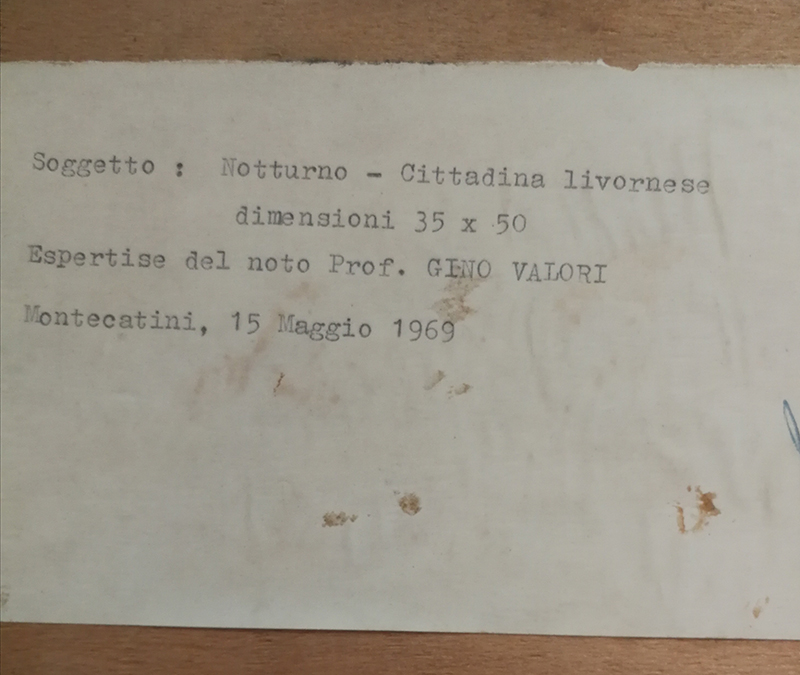 Soggetto : Notturno - Cittadina livornese
dimensioni 35 x 50
Espertise del noto Prof. GINO VALORI
Montecatini, 15 Maggio 1969